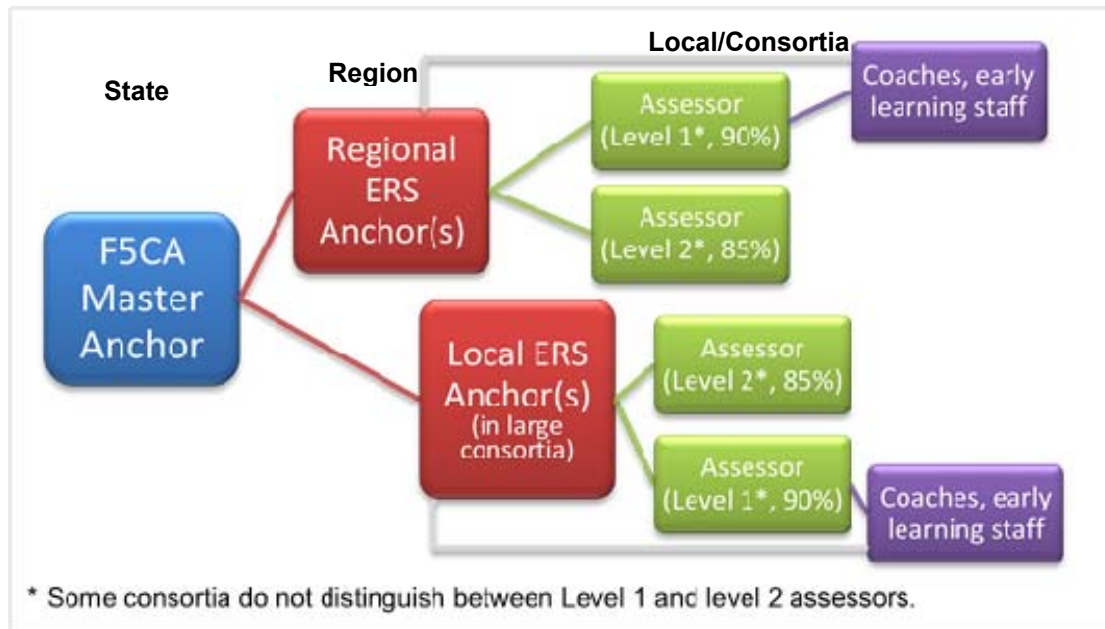 State
Region
Local/Consortia
F5CA
Master
Anchor
Regional
ERS
Anchor(s)
Assessor
(Level 1*, 90%)
Coaches, early
learning staff
Assessor
(Level 2*, 85%)
Local ERS
Anchor(s)
(in large
consortia)
Assessor
(Level 2*, 85%)
Assessor
(Level 1*, 90%)
Coaches, early
learning staff
* Some consortia do not distinguish between Level 1 and level 2 assessors.